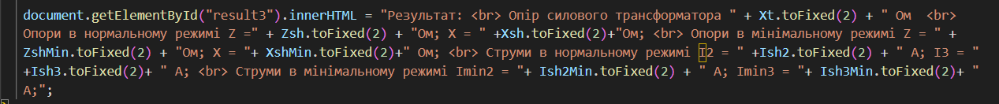 document.getElementById("result3").innerHTML = "Результат: <br> Опір силового трансформатора " + Xt.toFixed(2) + " Ом  <br>
Опори в нормальному режимі Z =" + Zsh.toFixed(2) + "Ом; X = " +Xsh.toFixed(2)+"Ом; <br> Опори в мінімальному режимі Z = " +
ZshMin.toFixed(2) + "Ом; X = "+ XshMin.toFixed(2)+" Ом; <br> Струми в нормальному режимі І2 = " +Ish2.toFixed(2) + " А; I3 = "
+Ish3.toFixed(2)+ " А; <br> Струми в мінімальному режимі Imin2 = "+ Ish2Min.toFixed(2) + " А; Imin3 = "+ Ish3Min.toFixed(2)+ "
А;";